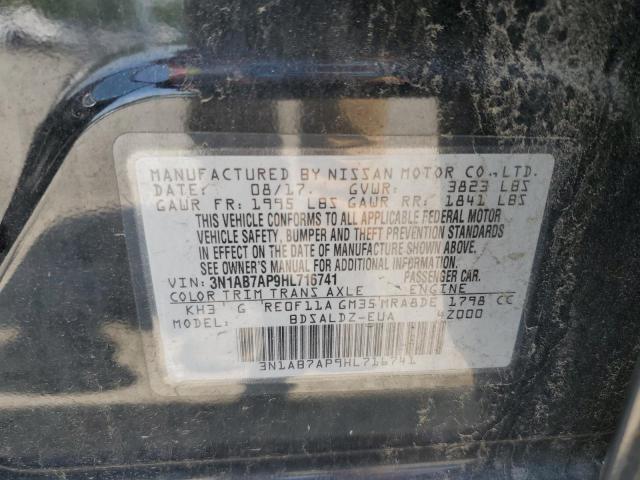 MANUFACTURED BY NISSAN MOTOR CO.,LTD.
DATE: 08/17. GVWR: 3823 LBS
GAWR FR: 1995 LBS GAWR RR: 1841 LBS
THIS VEHICLE CONFORMS TO ALL APPLICABLE FEDERAL MOTOR
VEHICLE SAFETY, BUMPER AND THEFT PREVENTION STANDARDS
IN EFFECT ON THE DATE OF MANUFACTURE SHOWN ABOVE.
SEE OWNER'S MANUAL FOR ADDITIONAL INFORMATION.
VIN: 3N1AB7AP9HL716741 PASSENGER CAR.
COLOR TRIM TRANS AXLE ENGINE
KH3 G RE0F11A GM35 MRA8DE 1798 CC
MODEL: BDSALDZ-EUA 4Z000
3N1AB7AP9HL716741